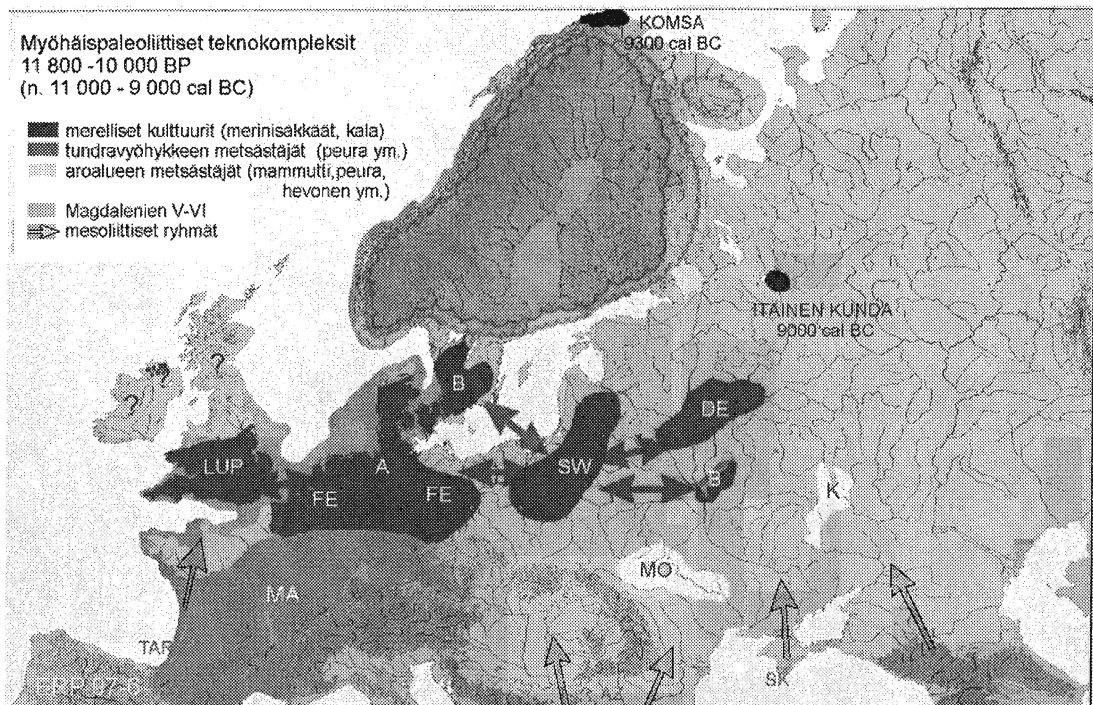 KOMSA
9300 cal BC
Myöhäispaleoliittiset teknokompleksit
11 800 -10 000 BP
(n. 11 000 - 9 000 cal BC)
merelliset kulttuurit (merinisäkkäät, kala)
tundravyöhykkeen metsästäjät (peura ym.)
aroalueen metsästäjät (mammutti,peura,
hevonen ym.)
Magdalenien V-VI
mesoliittiset ryhmät
ITÄINEN KUNDA
9000 cal BC
?
?
?
B
DE
LUP
A
SW
FE
FE
B
K
MO
MA
TAR
SK
AZ